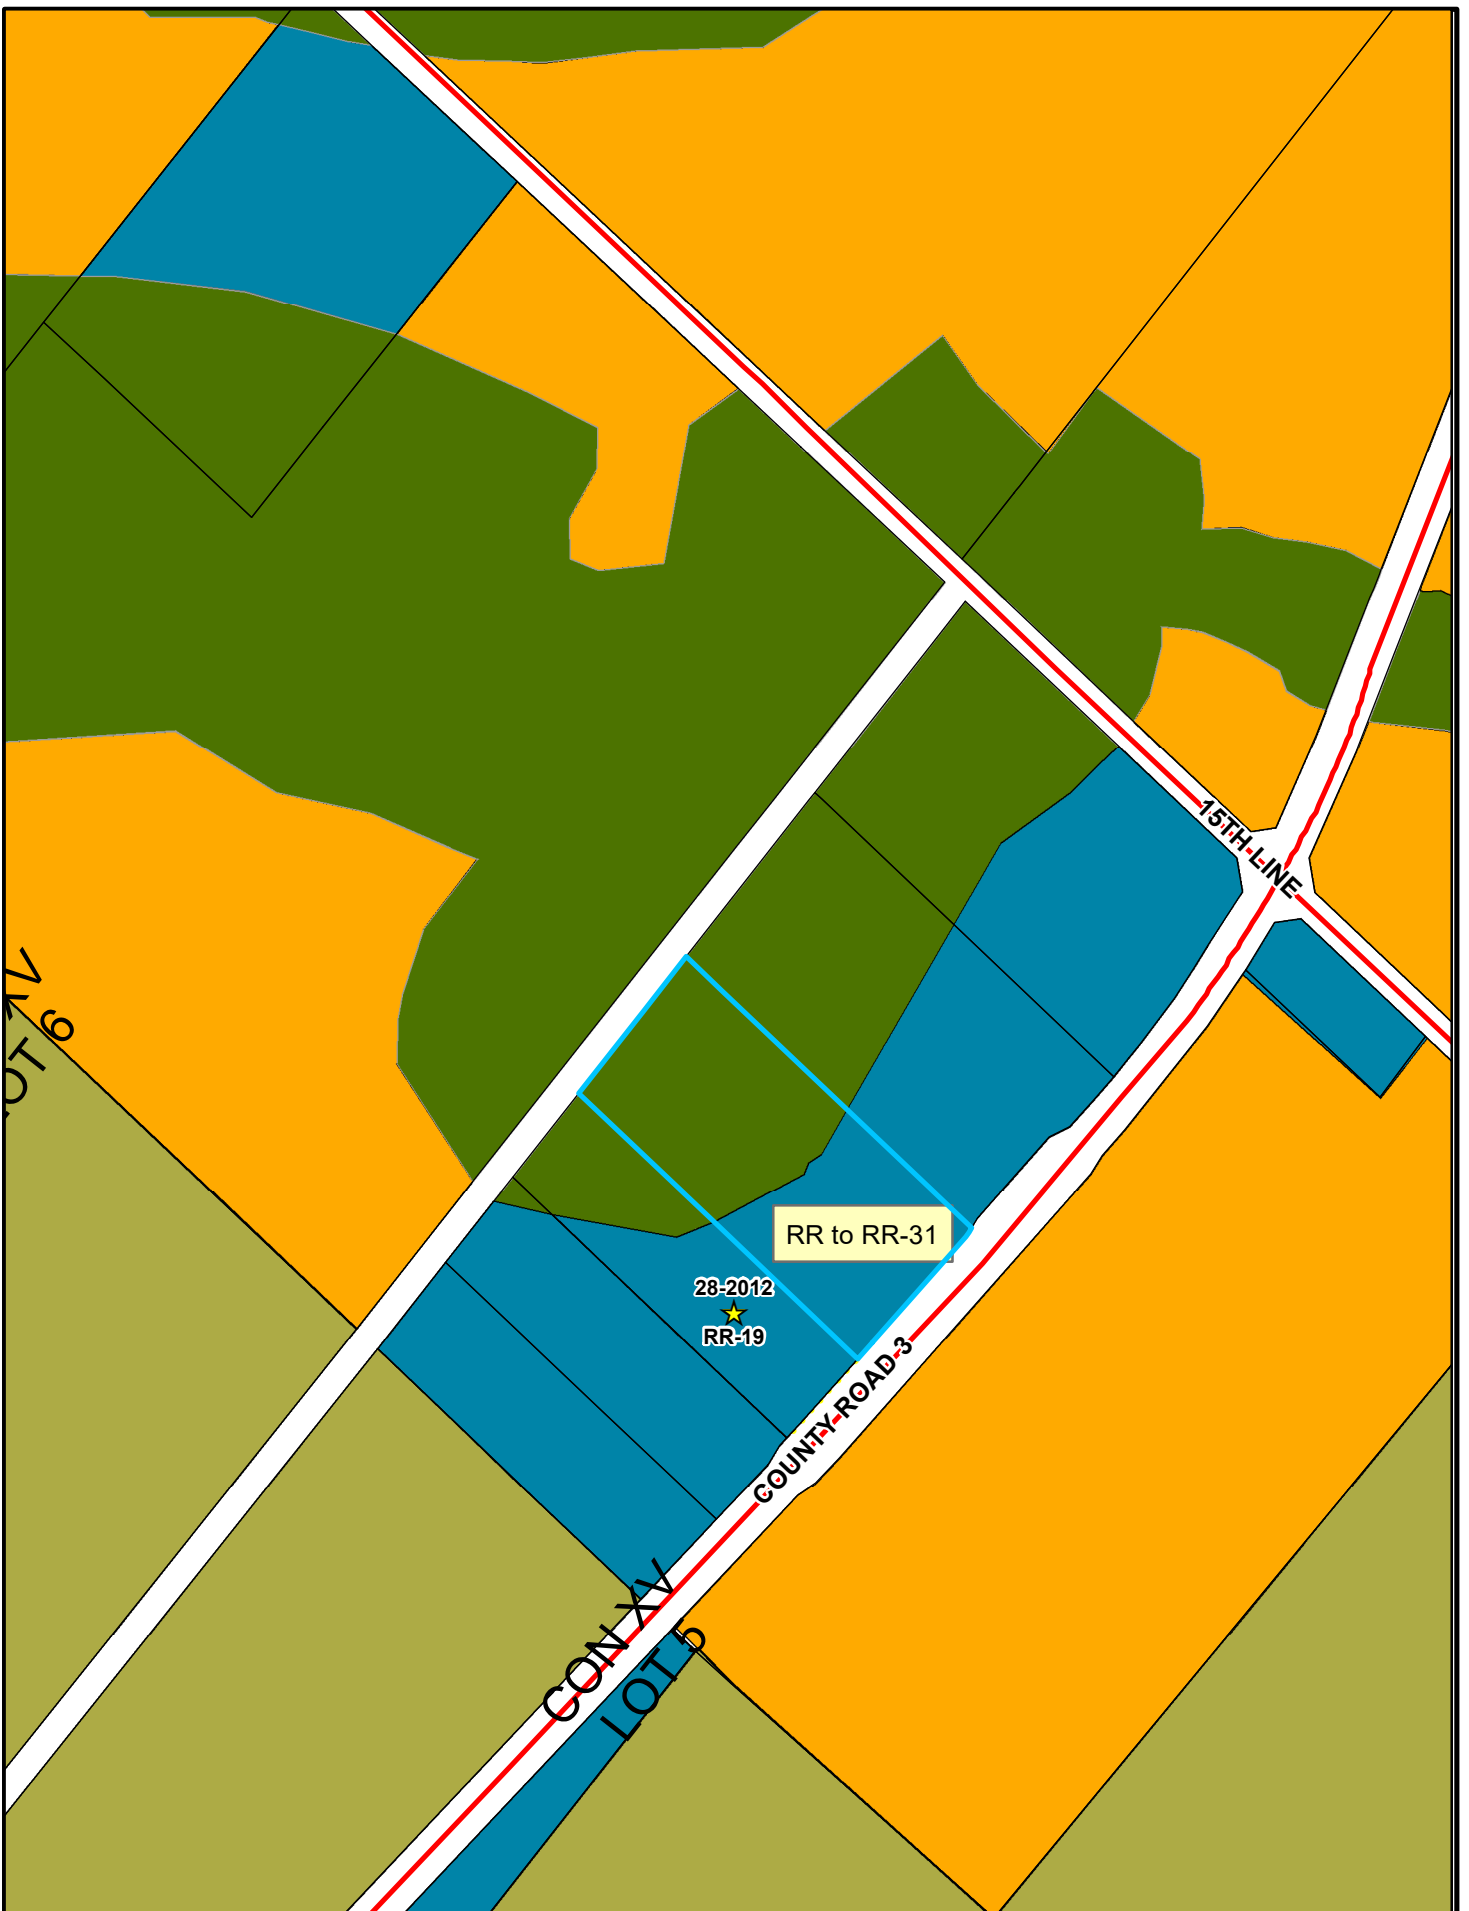 15TH LINE
XV
LOT 6
RR to RR-31
28-2012
RR-19
COUNTY ROAD 3
CON XV
LOT 5